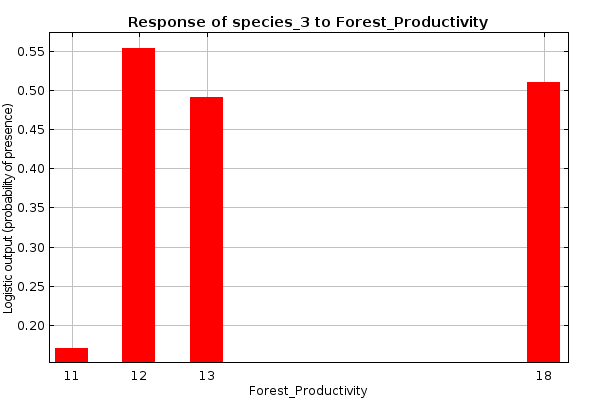 Response of species_3 to Forest_Productivity
Logistic output (probability of presence)
0.55
0.50
0.45
0.40
0.35
0.30
0.25
0.20
11 12 13 18
Forest_Productivity